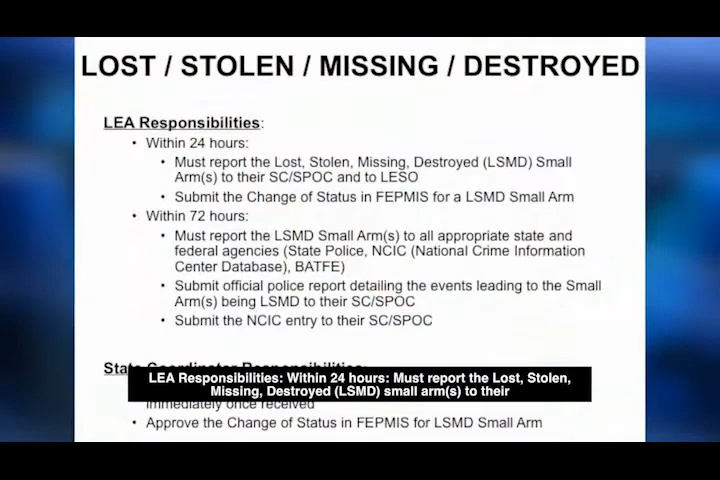 LOST / STOLEN / MISSING / DESTROYED
LEA Responsibilities:
• Within 24 hours:
• Must report the Lost, Stolen, Missing, Destroyed (LSMD) Small
Arm(s) to their SC/SPOC and to LESO
• Submit the Change of Status in FEPMIS for a LSMD Small Arm
• Within 72 hours:
• Must report the LSMD Small Arm(s) to all appropriate state and
federal agencies (State Police, NCIC (National Crime Information
Center Database), BATFE)
• Submit official police report detailing the events leading to the Small
Arm(s) being LSMD to their SC/SPOC
• Submit the NCIC entry to their SC/SPOC
State Coordinator Responsibilities:
LEA Responsibilities: Within 24 hours: Must report the Lost, Stolen,
Missing, Destroyed (LSMD) small arm(s) to their
immediately once received
• Approve the Change of Status in FEPMIS for LSMD Small Arm